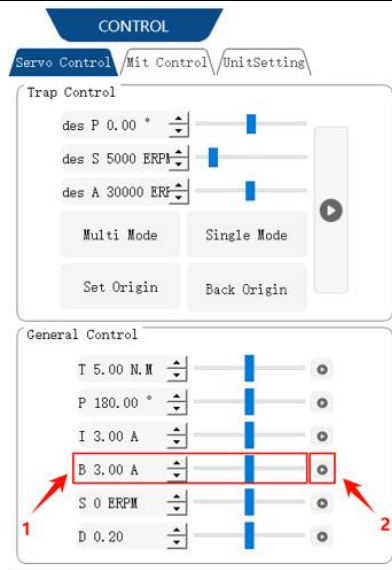 CONTROL
Servo Control Mit Control UnitSetting
Trap Control
des P 0.00 °
des S 5000 ERPM
des A 30000 ERF
Multi Mode Single Mode
Set Origin Back Origin
General Control
T 5.00 N.M
P 180.00 °
I 3.00 A
B 3.00 A
S 0 ERPM
D 0.20
1 2